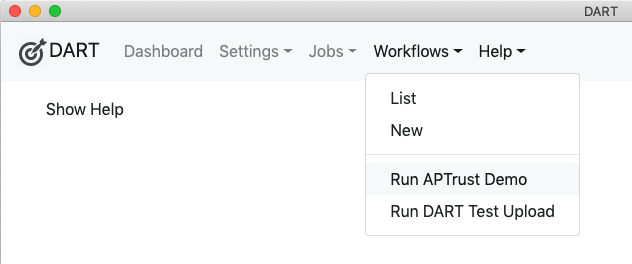 DART
DART Dashboard Settings Jobs Workflows Help
Show Help
List
New
Run APTrust Demo
Run DART Test Upload